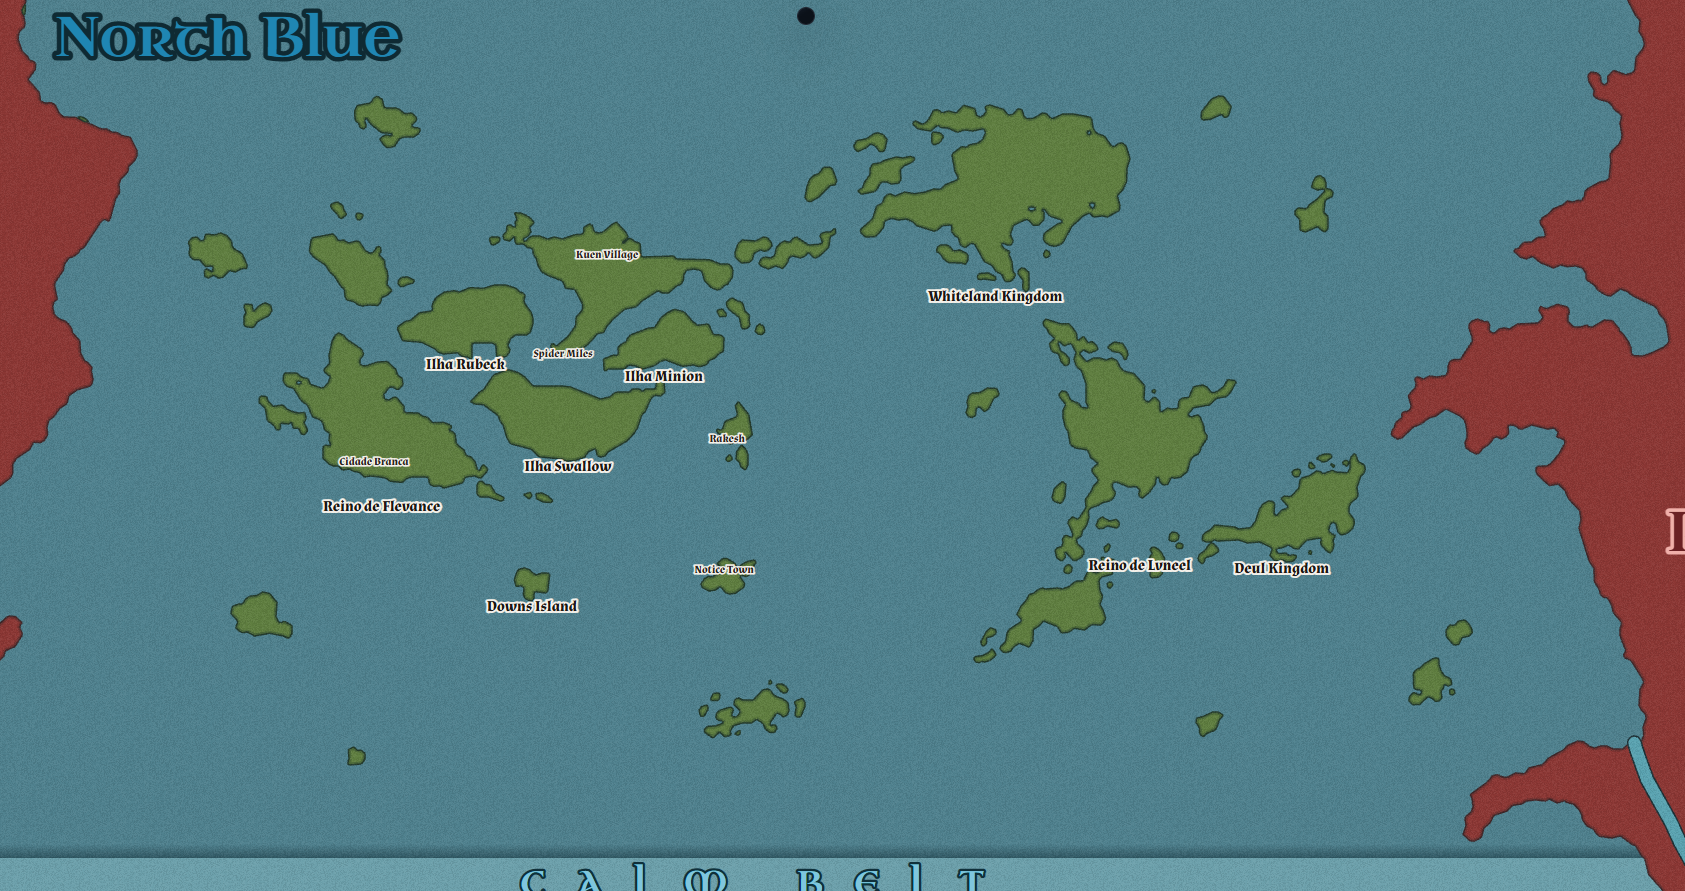 North Blue
Kuen Village
Whiteland Kingdom
Spider Miles
Ilha Rubeck
Ilha Minion
Rakesh
Cidade Branca
Ilha Swallow
Reino de Flevance
Reino de Lvneel
Deul Kingdom
Notice Town
Downs Island
Calm Belt